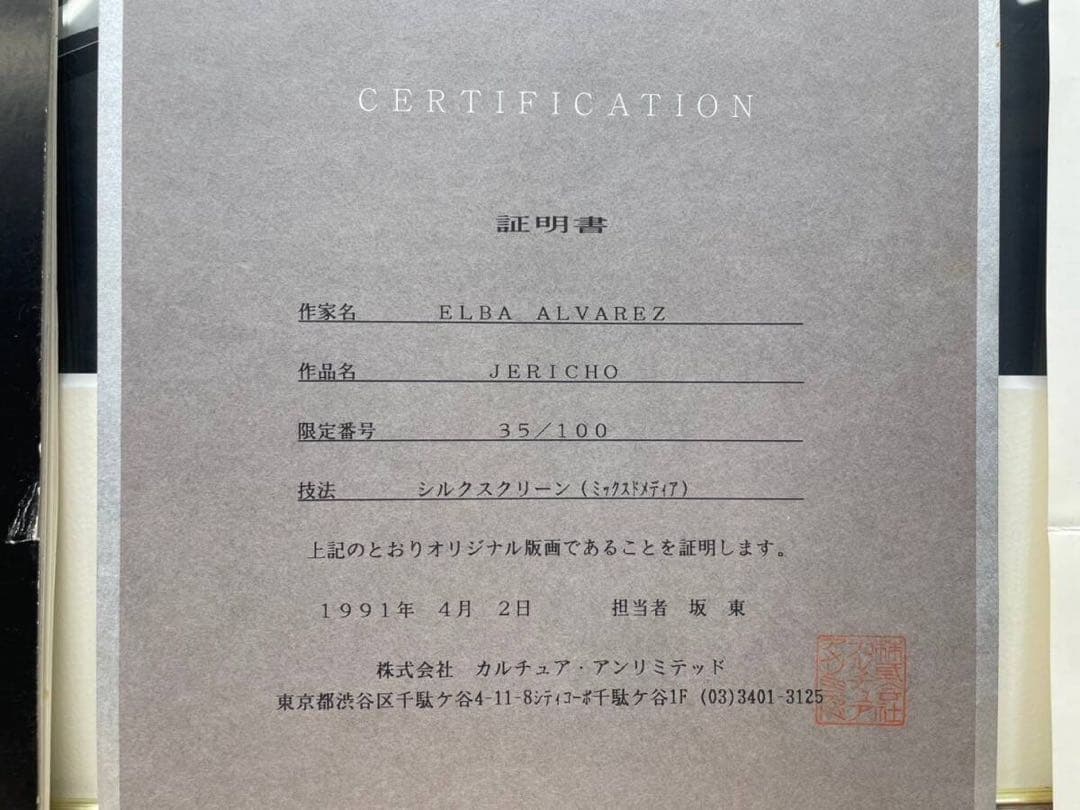 CERTIFICATION
証明書
作家名 ELBA ALVAREZ
作品名 JERICHO
限定番号 35/100
技法 シルクスクリーン(ミックスドメディア)
上記のとおりオリジナル版画であることを証明します。
1991年 4月 2日 担当者 坂 東
株式会社 カルチュア・アンリミテッド
東京都渋谷区千駄ケ谷4-11-8シティコーポ千駄ケ谷1F (03)3401-3125